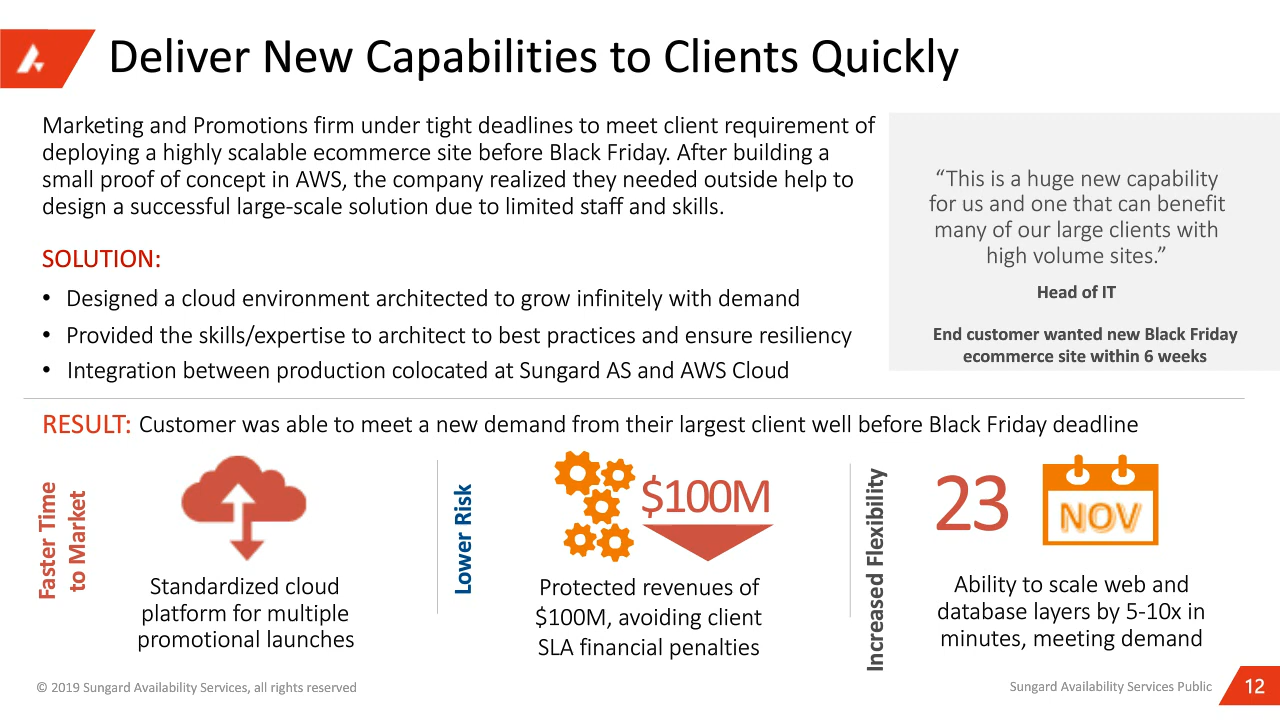 Deliver New Capabilities to Clients Quickly
Marketing and Promotions firm under tight deadlines to meet client requirement of
deploying a highly scalable ecommerce site before Black Friday. After building a
small proof of concept in AWS, the company realized they needed outside help to
design a successful large-scale solution due to limited staff and skills.
SOLUTION:
• Designed a cloud environment architected to grow infinitely with demand
• Provided the skills/expertise to architect to best practices and ensure resiliency
• Integration between production colocated at Sungard AS and AWS Cloud
“This is a huge new capability
for us and one that can benefit
many of our large clients with
high volume sites.”
Head of IT
End customer wanted new Black Friday
ecommerce site within 6 weeks
RESULT: Customer was able to meet a new demand from their largest client well before Black Friday deadline
Faster Time
to Market
Standardized cloud
platform for multiple
promotional launches
Lower Risk
$100M
Protected revenues of
$100M, avoiding client
SLA financial penalties
Increased Flexibility
23
NOV
Ability to scale web and
database layers by 5-10x in
minutes, meeting demand
© 2019 Sungard Availability Services, all rights reserved
Sungard Availability Services Public
12